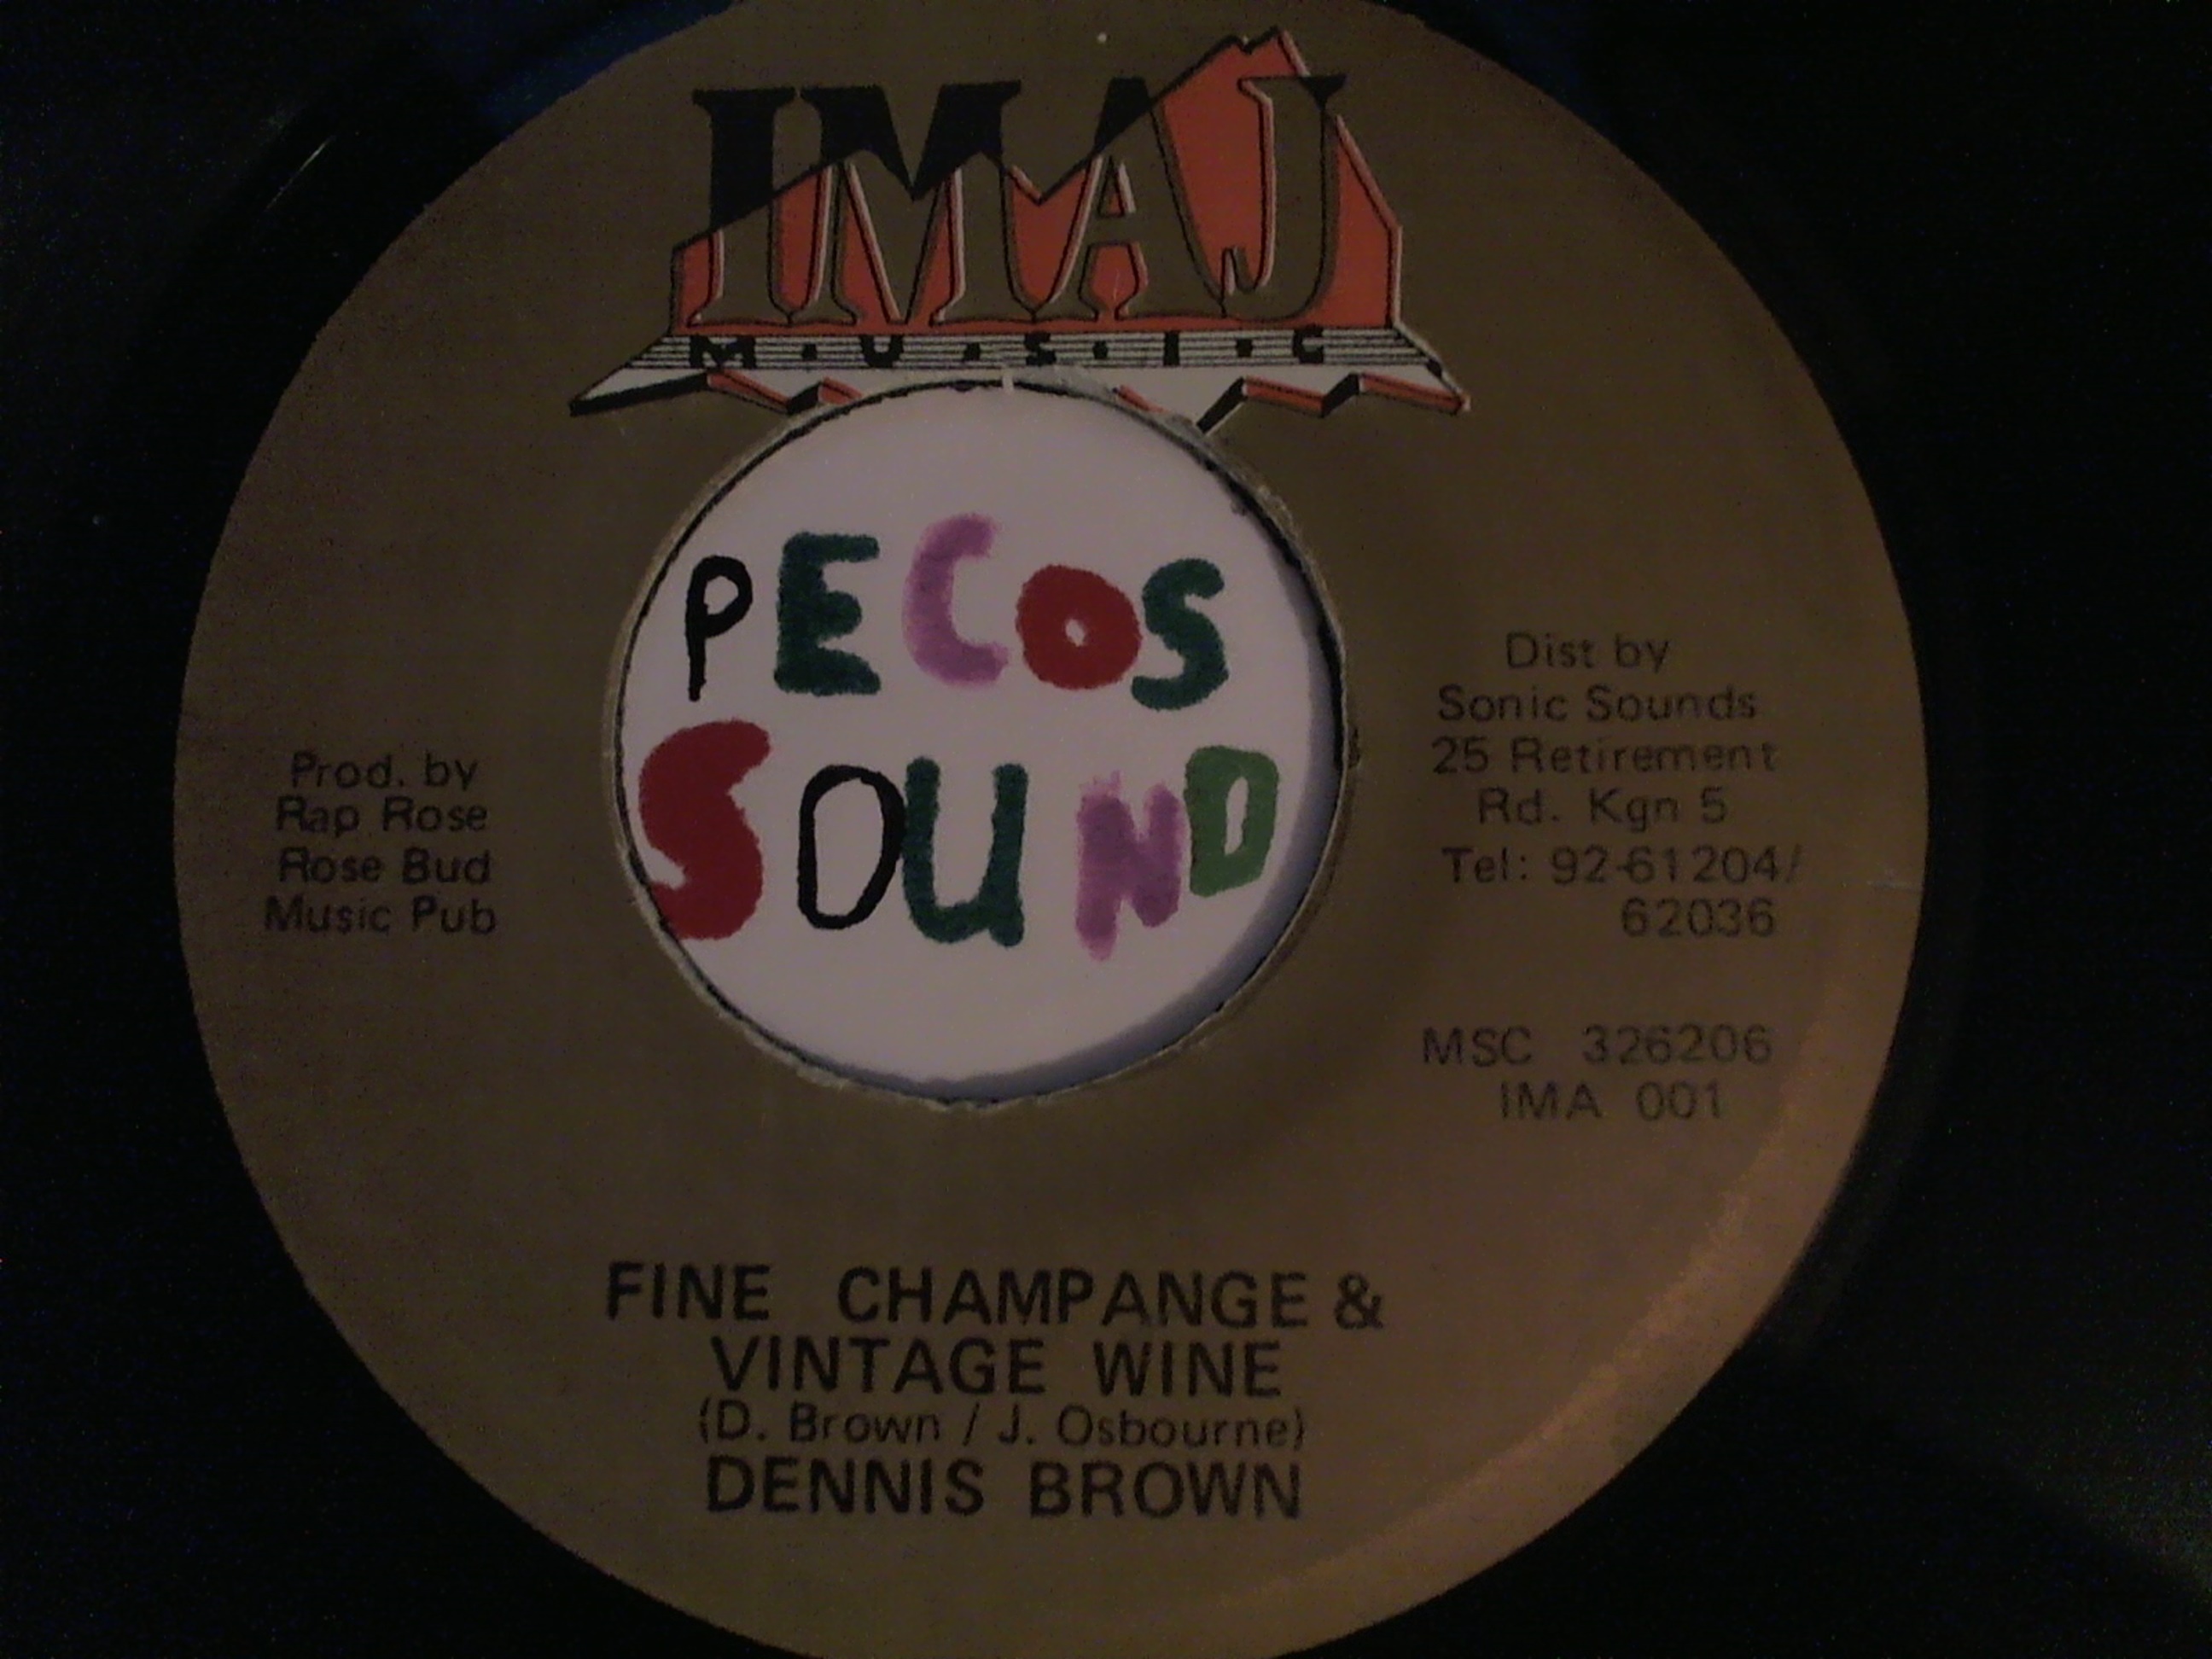 IMAJ
M·U·S·I·C
PECOS
SOUND
Prod. by
Rap Rose
Rose Bud
Music Pub
Dist by
Sonic Sounds
25 Retirement
Rd. Kgn 5
Tel: 92-61204/
62036
MSC 326206
IMA 001
FINE CHAMPANGE &
VINTAGE WINE
(D. Brown / J. Osbourne)
DENNIS BROWN